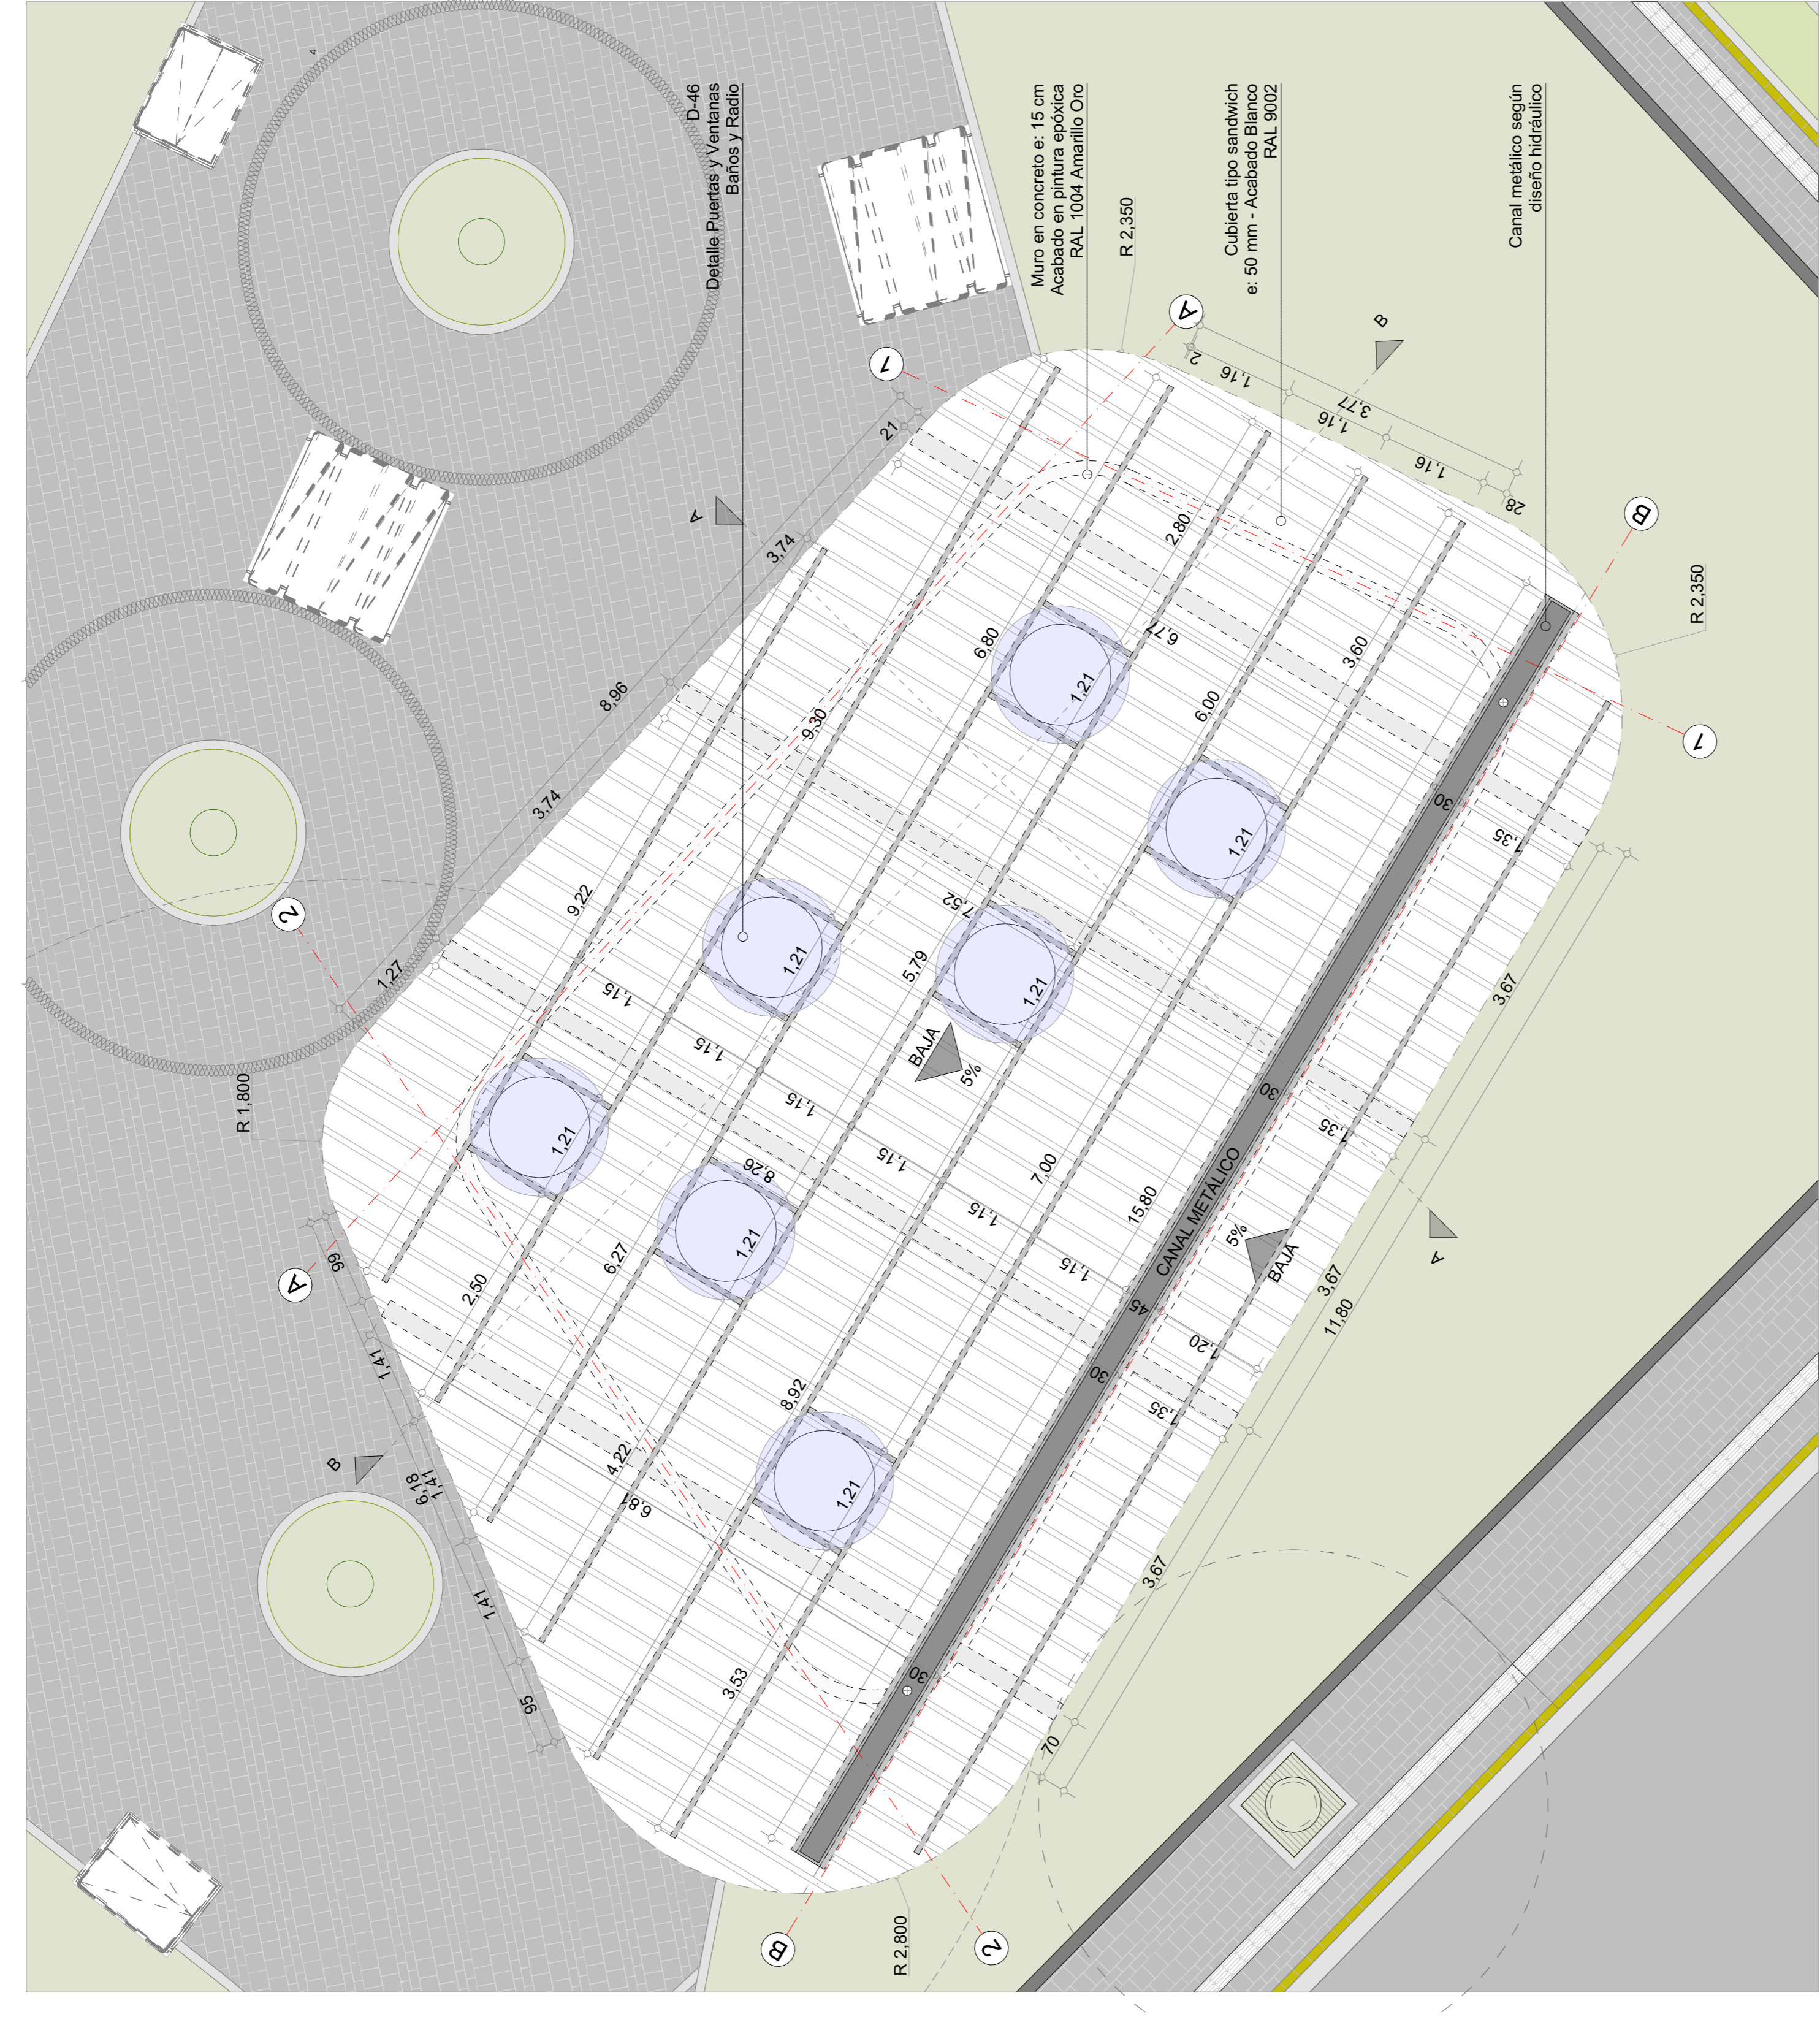 D-46
Detalle Puertas y Ventanas
Baños y Radio
Muro en concreto e: 15 cm
Acabado en pintura epóxica
RAL 1004 Amarillo Oro
Cubierta tipo sandwich
e: 50 mm - Acabado Blanco
RAL 9002
Canal metálico según
diseño hidráulico
4
R 2,350
R 2,350
R 1,800
R 2,800
1
A
B
1
2
A
B
2
A
B
B
A
21
3,74
8,96
3,74
1,27
2
1,16
3,77
1,16
1,16
28
99
1,41
6,18
1,41
1,41
95
2,80
6,80
9,30
9,22
6,77
3,60
6,00
7,52
5,79
1,21
1,21
1,21
1,21
1,21
1,21
1,21
1,15
1,15
1,15
1,15
1,15
1,15
8,26
2,50
6,27
4,22
6,81
8,92
7,00
3,53
15,80
BAJA
5%
CANAL METÁLICO
5%
BAJA
30
30
45
30
30
1,35
1,35
1,20
1,35
3,67
3,67
11,80
3,67
70